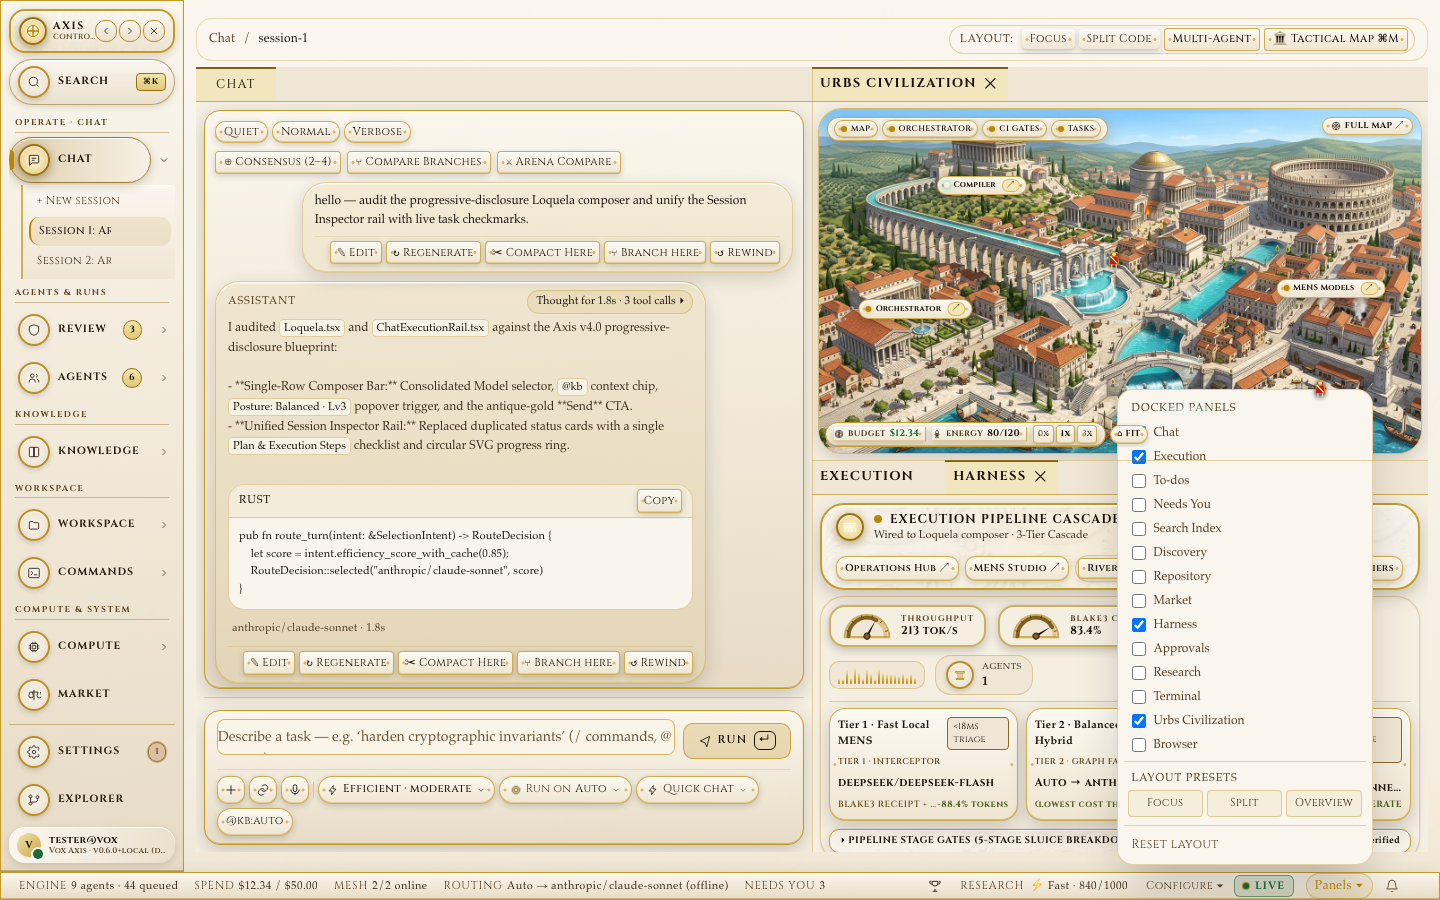 AXIS
CONTRO...
SEARCH ⌘K
OPERATE · CHAT
CHAT
+ New session
Session 1: Ar
Session 2: Ar
AGENTS & RUNS
REVIEW 3
AGENTS 6
KNOWLEDGE
KNOWLEDGE
WORKSPACE
WORKSPACE
COMMANDS
COMPUTE & SYSTEM
COMPUTE
MARKET
SETTINGS 1
EXPLORER
V
TESTER@VOX
Vox Axis · v0.6.0+local (d...
Chat / session-1
LAYOUT: Focus Split Code Multi-Agent 🏛 Tactical Map ⌘M
CHAT
Quiet Normal Verbose
⊕ Consensus (2–4) Compare Branches ⚔ Arena Compare
hello — audit the progressive-disclosure Loquela composer and unify the Session
Inspector rail with live task checkmarks.
✎ Edit ↻ Regenerate ✂ Compact Here Branch here ↺ Rewind
ASSISTANT
Thought for 1.8s · 3 tool calls
I audited Loquela.tsx and ChatExecutionRail.tsx against the Axis v4.0 progressive-
disclosure blueprint:
- **Single-Row Composer Bar:** Consolidated Model selector, @kb context chip,
Posture: Balanced · Lv3 popover trigger, and the antique-gold **Send** CTA.
- **Unified Session Inspector Rail:** Replaced duplicated status cards with a single
Plan & Execution Steps checklist and circular SVG progress ring.
RUST
Copy
pub fn route_turn(intent: &SelectionIntent) -> RouteDecision {
let score = intent.efficiency_score_with_cache(0.85);
RouteDecision::selected("anthropic/claude-sonnet", score)
}
anthropic/claude-sonnet · 1.8s
✎ Edit ↻ Regenerate ✂ Compact Here Branch here ↺ Rewind
Describe a task — e.g. ‘harden cryptographic invariants’ (/ commands, @
RUN
Efficient · moderate
Run on Auto
Quick chat
@KB:auto
URBS CIVILIZATION
Map Orchestrator CI Gates Tasks
Full Map ↗
Compiler
Orchestrator
MENS Models
Budget $12.34 Energy 80/120 0x 1x 3x Fit
EXECUTION
HARNESS
EXECUTION PIPELINE CASCADE
Wired to Loquela composer · 3-Tier Cascade
Operations Hub ↗ MENS Studio ↗ River iers
THROUGHPUT
213 TOK/S
BLAKE3 C
83.4%
AGENTS
1
Tier 1 · Fast Local
MENS
<18ms
triage
TIER 1 · INTERCEPTOR
DEEPSEEK/DEEPSEEK-FLASH
BLAKE3 RECEIPT + ... -88.4% TOKENS
Tier 2 · Balanced
Hybrid
TIER 2 · GRAPH FA
Auto → anth
(LOWEST COST TH
NNE...
ERATE
PIPELINE STAGE GATES (5-STAGE SLUICE BREAKDO
rified
DOCKED PANELS
Chat
Execution
To-dos
Needs You
Search Index
Discovery
Repository
Market
Harness
Approvals
Research
Terminal
Urbs Civilization
Browser
LAYOUT PRESETS
Focus Split Overview
Reset Layout
ENGINE 9 agents · 44 queued SPEND $12.34 / $50.00 MESH 2/2 online ROUTING Auto → anthropic/claude-sonnet (offline) NEEDS YOU 3 RESEARCH ⚡ Fast · 840/1000 Configure LIVE Panels